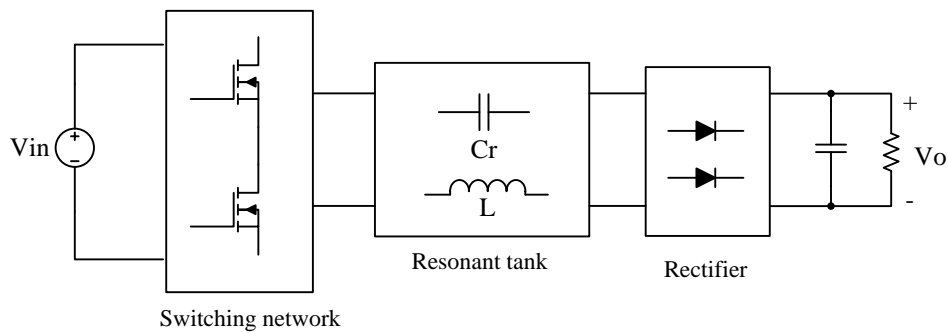 Vin
+
−
Cr
L
+
Vo
-
Resonant tank
Rectifier
Switching network